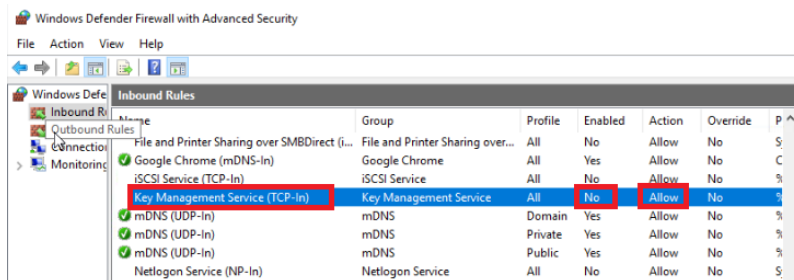 Windows Defender Firewall with Advanced Security
File Action View Help
Windows Defe
Inbound Rules
Inbound Ru
Outbound Rules
Connection
Monitoring
Name Group Profile Enabled Action Override P
File and Printer Sharing over SMBDirect (i... File and Printer Sharing over... All No Allow No
Google Chrome (mDNS-In) Google Chrome All Yes Allow No C
iSCSI Service (TCP-In) iSCSI Service All No Allow No %
Key Management Service (TCP-In) Key Management Service All No Allow No %
mDNS (UDP-In) mDNS Domain Yes Allow No %
mDNS (UDP-In) mDNS Private Yes Allow No %
mDNS (UDP-In) mDNS Public Yes Allow No %
Netlogon Service (NP-In) Netlogon Service All No Allow No